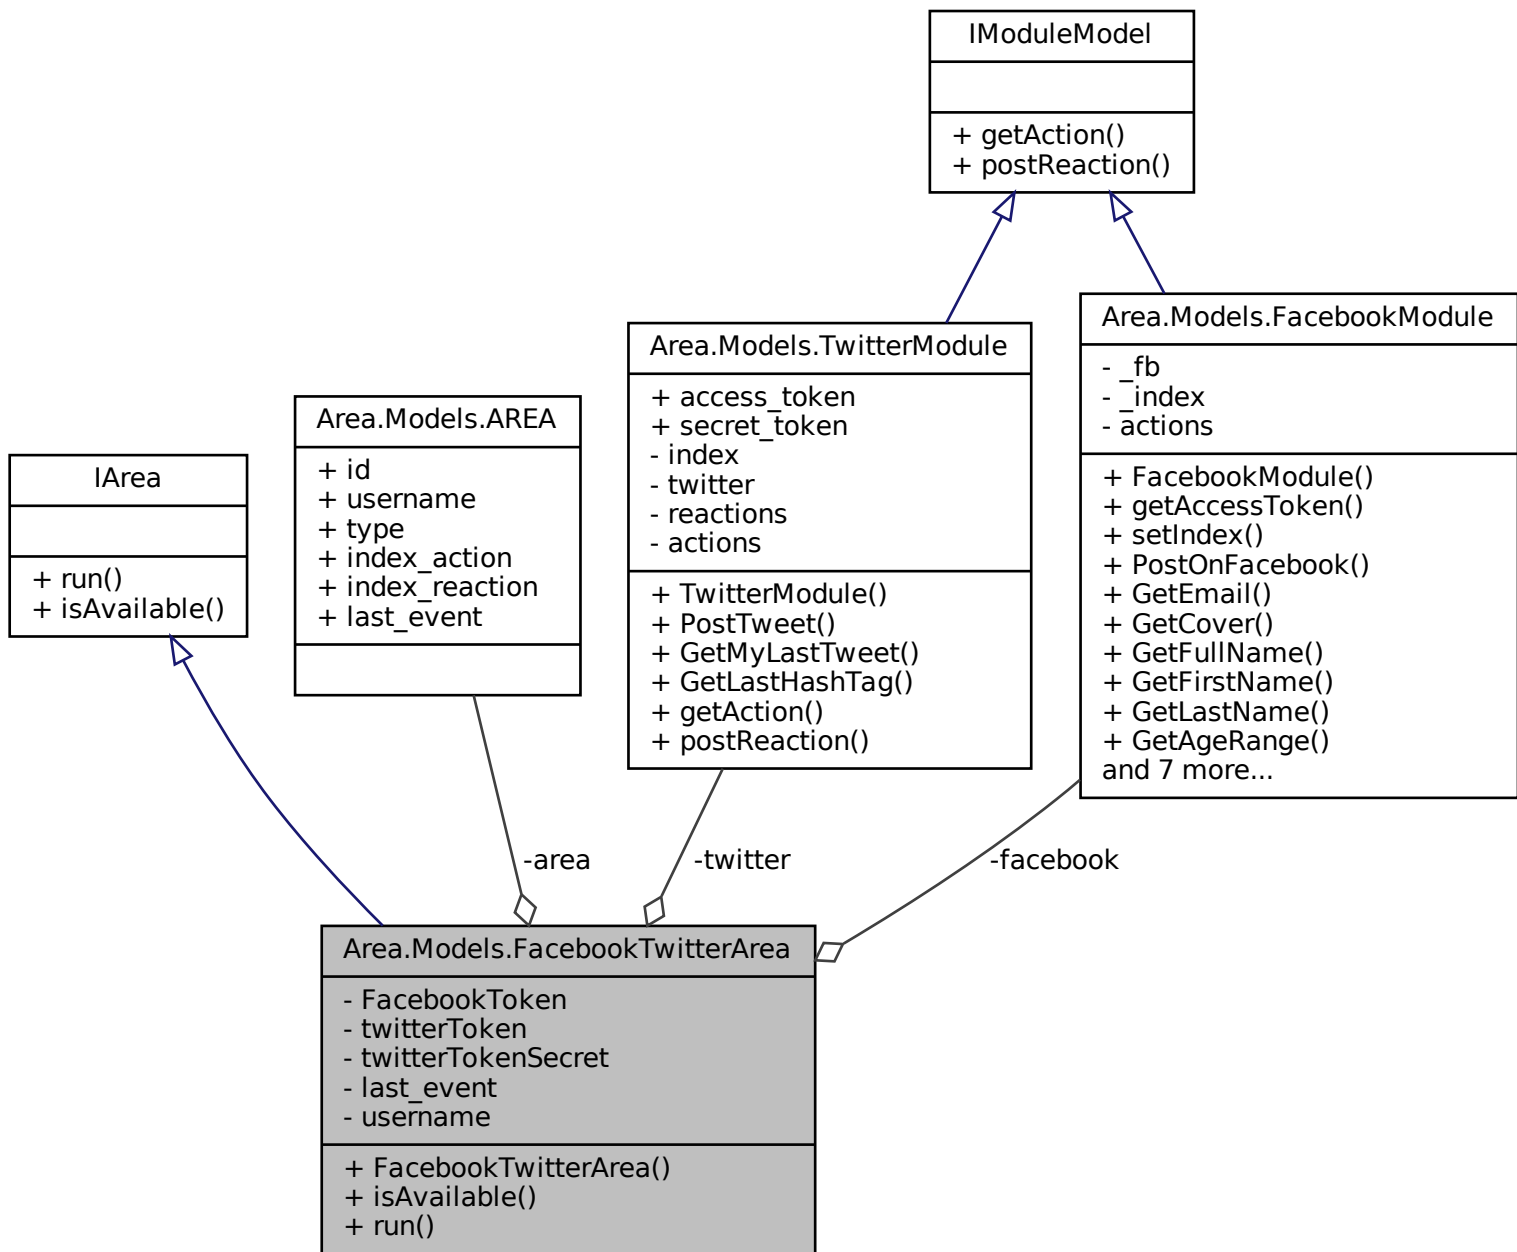 IModuleModel
+ getAction()
+ postReaction()
Area.Models.FacebookModule
- _fb
- _index
- actions
+ FacebookModule()
+ getAccessToken()
+ setIndex()
+ PostOnFacebook()
+ GetEmail()
+ GetCover()
+ GetFullName()
+ GetFirstName()
+ GetLastName()
+ GetAgeRange()
and 7 more...
Area.Models.TwitterModule
+ access_token
+ secret_token
- index
- twitter
- reactions
- actions
+ TwitterModule()
+ PostTweet()
+ GetMyLastTweet()
+ GetLastHashTag()
+ getAction()
+ postReaction()
Area.Models.AREA
+ id
+ username
+ type
+ index_action
+ index_reaction
+ last_event
IArea
+ run()
+ isAvailable()
-area
-twitter
-facebook
Area.Models.FacebookTwitterArea
- FacebookToken
- twitterToken
- twitterTokenSecret
- last_event
- username
+ FacebookTwitterArea()
+ isAvailable()
+ run()